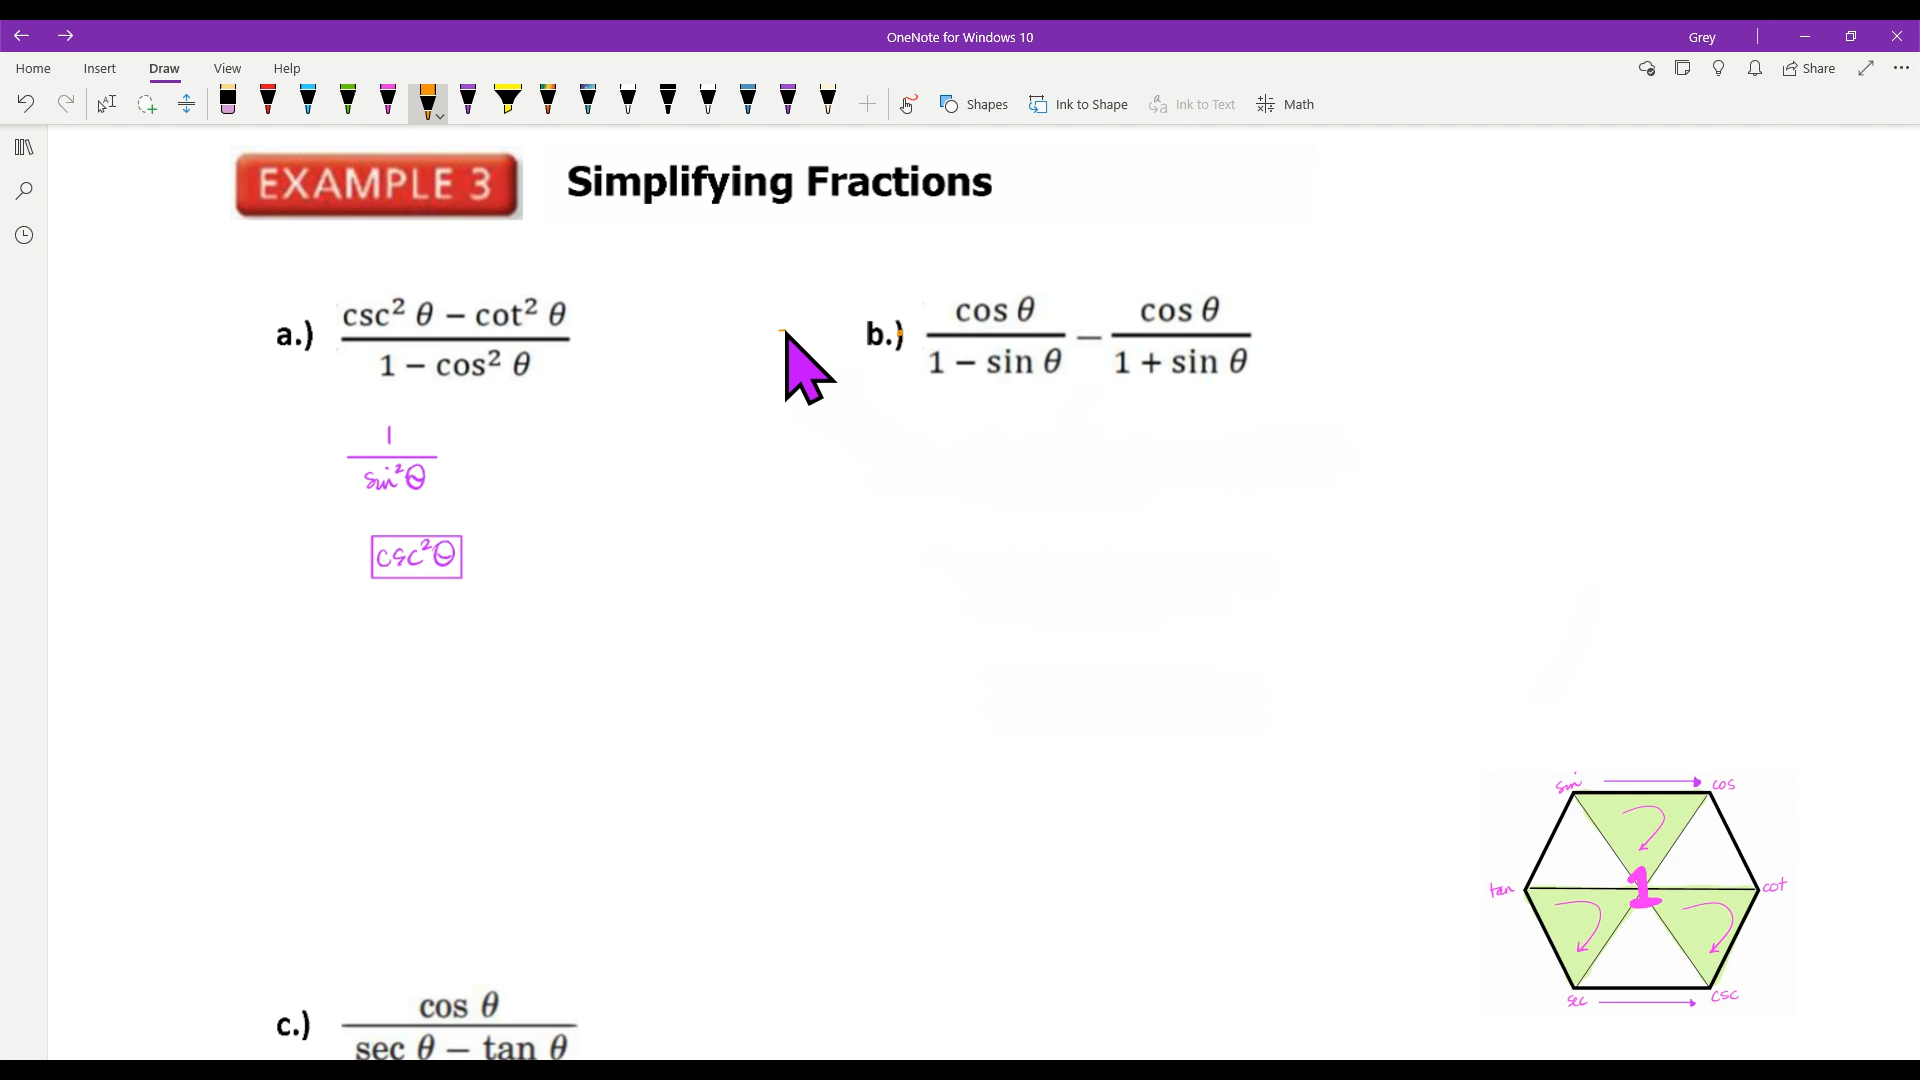 OneNote for Windows 10
Grey
Home Insert Draw View Help
Share
Shapes Ink to Shape Ink to Text Math
EXAMPLE 3 Simplifying Fractions
a.) csc² θ − cot² θ
1 − cos² θ
b.) cos θ − cos θ
1 − sin θ 1 + sin θ
1
sin²θ
csc²θ
sin cos
1
tan cot
sec csc
c.) cos θ
sec θ − tan θ